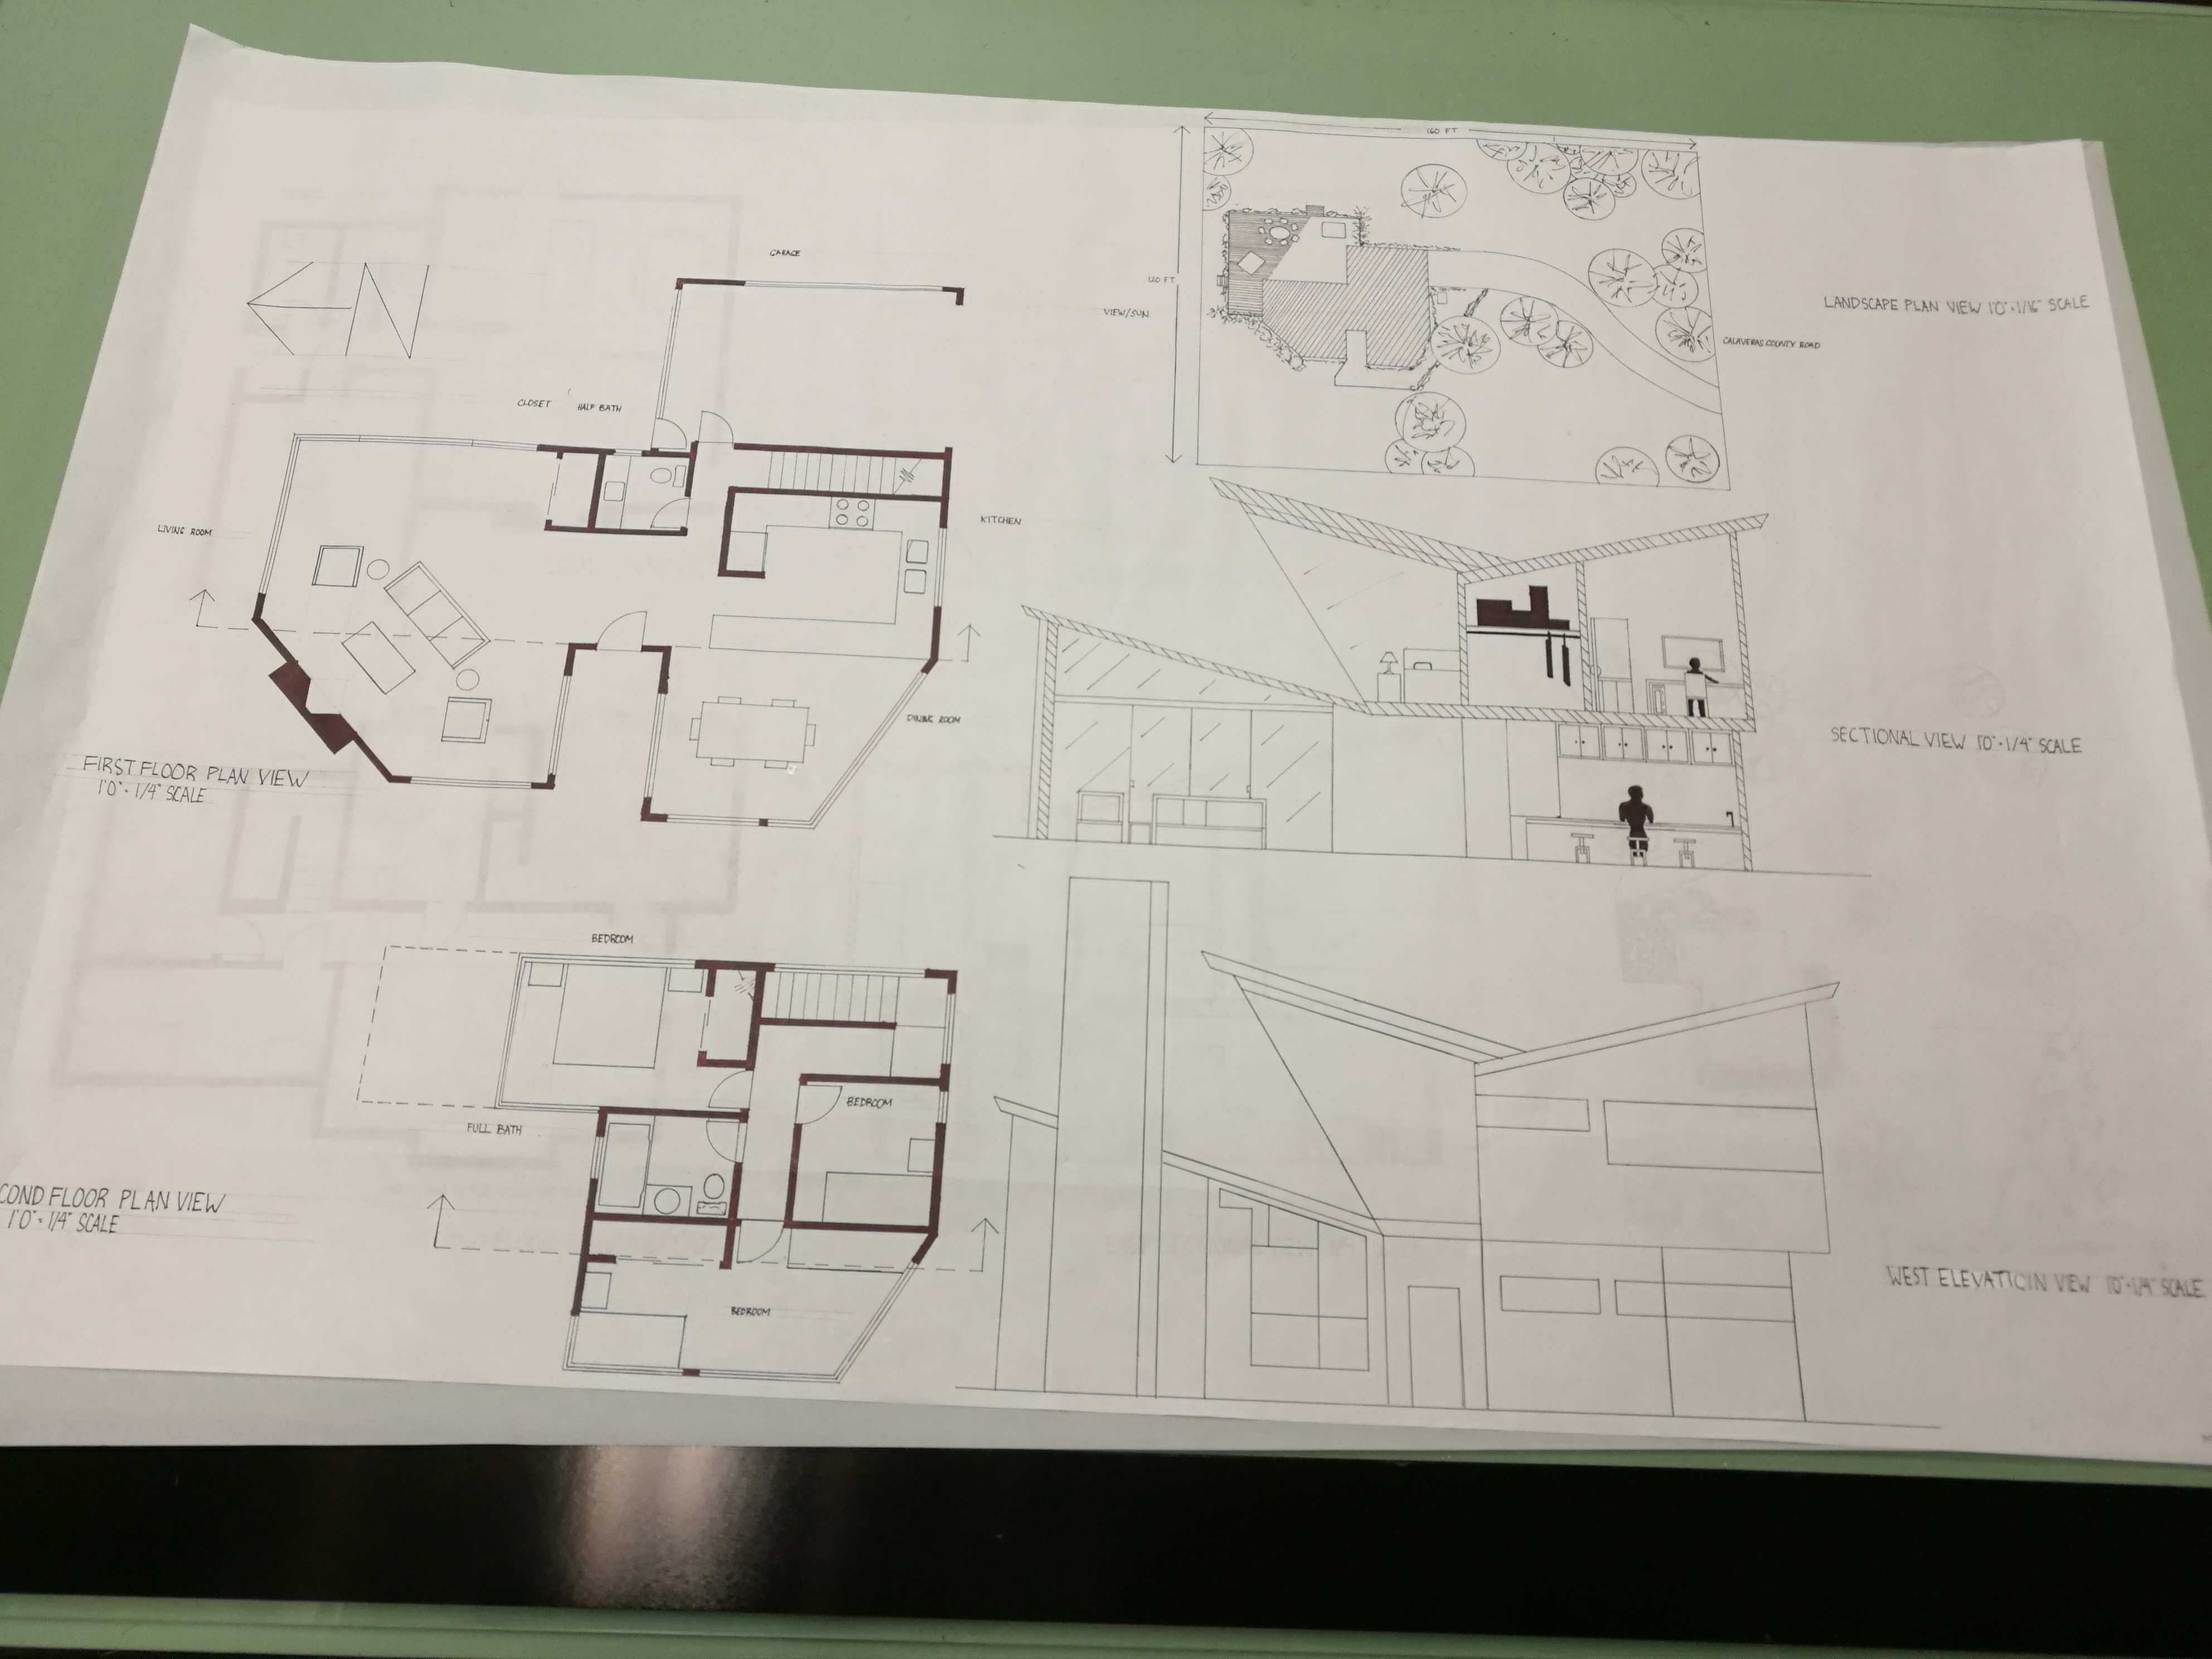 160 FT
120 FT
VIEW/SUN
LANDSCAPE PLAN VIEW 1'0"=1/16" SCALE
CALAVERAS COUNTY ROAD
N
GARAGE
CLOSET
HALF BATH
LIVING ROOM
KITCHEN
DINING ROOM
FIRST FLOOR PLAN VIEW
1'0"=1/4" SCALE
SECTIONAL VIEW 1'0"=1/4" SCALE
BEDROOM
BEDROOM
FULL BATH
BEDROOM
COND FLOOR PLAN VIEW
1'0"=1/4" SCALE
WEST ELEVATION VIEW 1'0"=1/4" SCALE